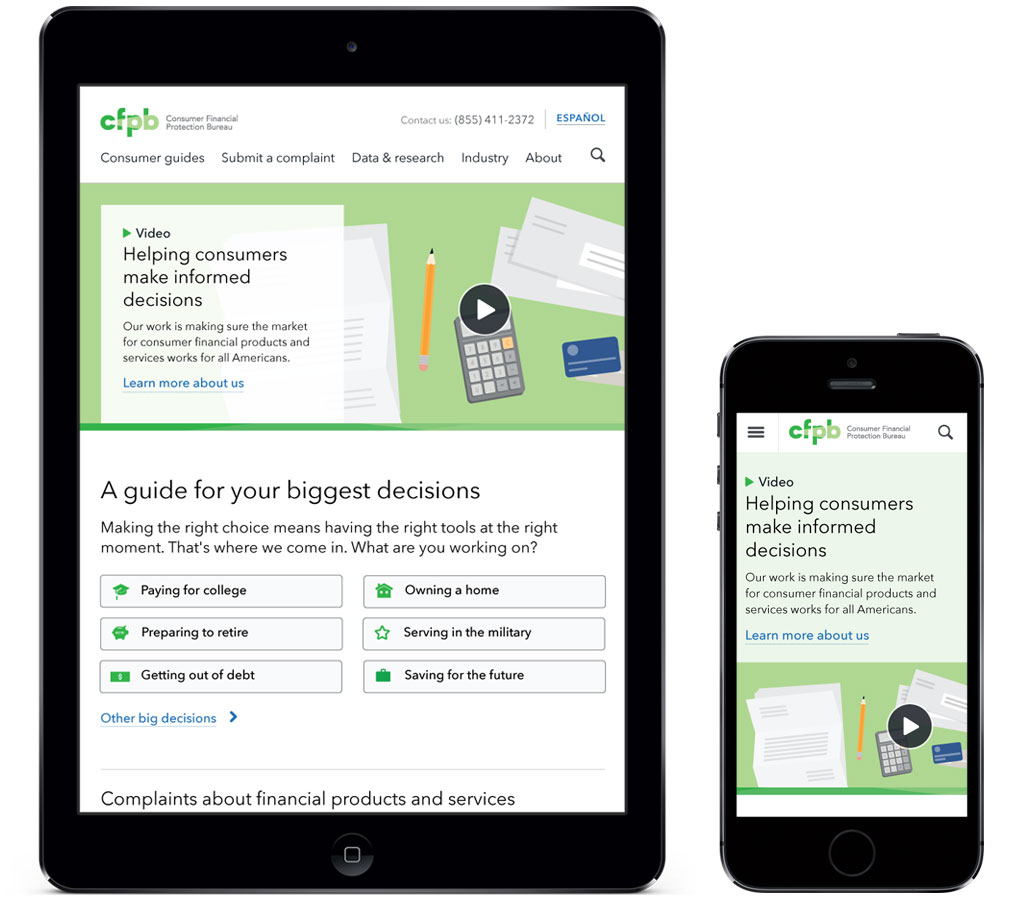 cfpb Consumer Financial
Protection Bureau
Contact us: (855) 411-2372 ESPAÑOL
Consumer guides Submit a complaint Data & research Industry About
Video
Helping consumers
make informed
decisions
Our work is making sure the market
for consumer financial products and
services works for all Americans.
Learn more about us
A guide for your biggest decisions
Making the right choice means having the right tools at the right
moment. That's where we come in. What are you working on?
Paying for college
Owning a home
Preparing to retire
Serving in the military
$
Getting out of debt
Saving for the future
Other big decisions
Complaints about financial products and services
cfpb Consumer Financial
Protection Bureau
Video
Helping consumers
make informed
decisions
Our work is making sure the market
for consumer financial products and
services works for all Americans.
Learn more about us